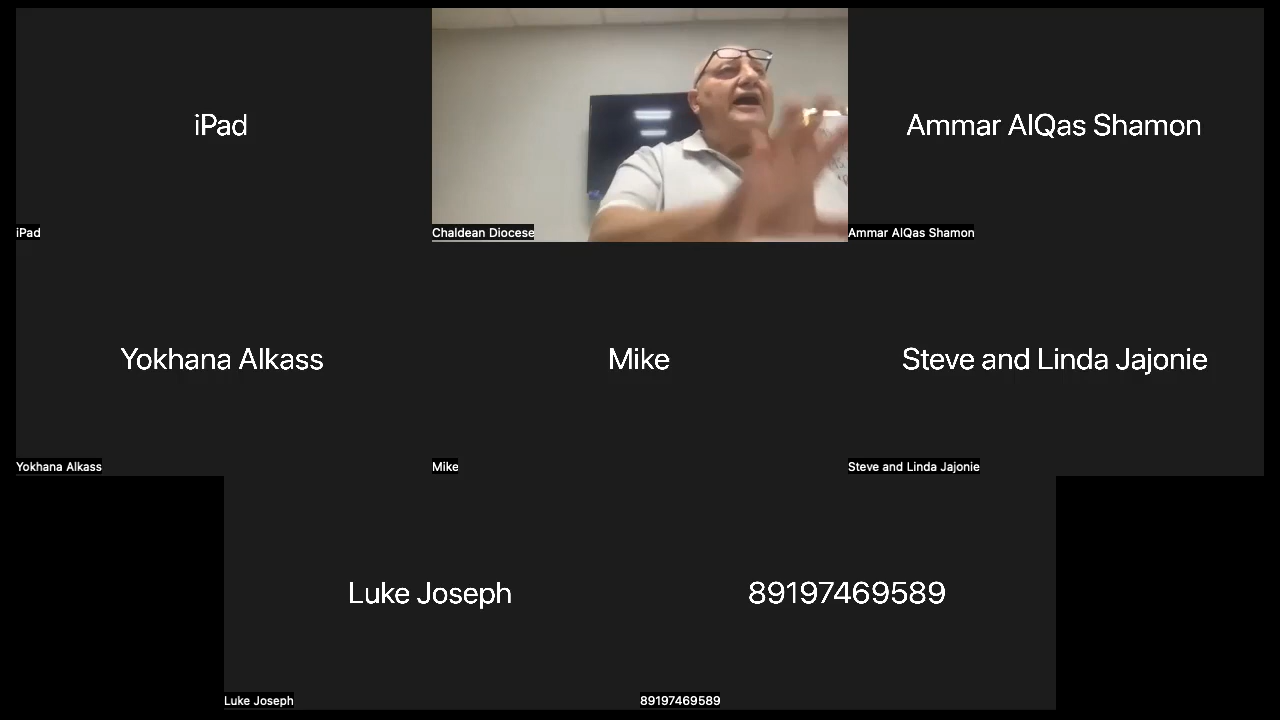 iPad
Ammar AlQas Shamon
iPad
Chaldean Diocese
Ammar AlQas Shamon
Yokhana Alkass
Mike
Steve and Linda Jajonie
Yokhana Alkass
Mike
Steve and Linda Jajonie
Luke Joseph
89197469589
Luke Joseph
89197469589